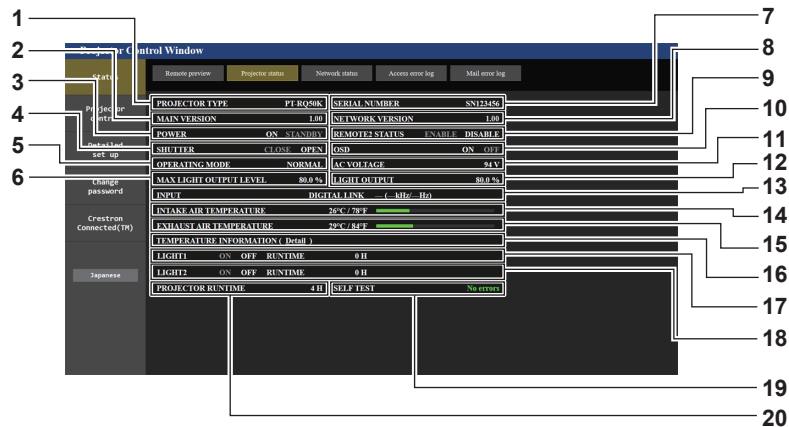 Projector Control Window
Status
Remote preview
Projector status
Network status
Access error log
Mail error log
Projector control
Detailed set up
Change password
Crestron Connected(TM)
Japanese
PROJECTOR TYPE PT-RQ50K SERIAL NUMBER SN123456
MAIN VERSION 1.00 NETWORK VERSION 1.00
POWER ON STANDBY REMOTE2 STATUS ENABLE DISABLE
SHUTTER CLOSE OPEN OSD ON OFF
OPERATING MODE NORMAL AC VOLTAGE 94 V
MAX LIGHT OUTPUT LEVEL 80.0 % LIGHT OUTPUT 80.0 %
INPUT DIGITAL LINK — (—kHz/—Hz)
INTAKE AIR TEMPERATURE 26°C / 78°F
EXHAUST AIR TEMPERATURE 29°C / 84°F
TEMPERATURE INFORMATION ( Detail )
LIGHT1 ON OFF RUNTIME 0 H
LIGHT2 ON OFF RUNTIME 0 H
PROJECTOR RUNTIME 4 H SELF TEST No errors
1
2
3
4
5
6
7
8
9
10
11
12
13
14
15
16
17
18
19
20